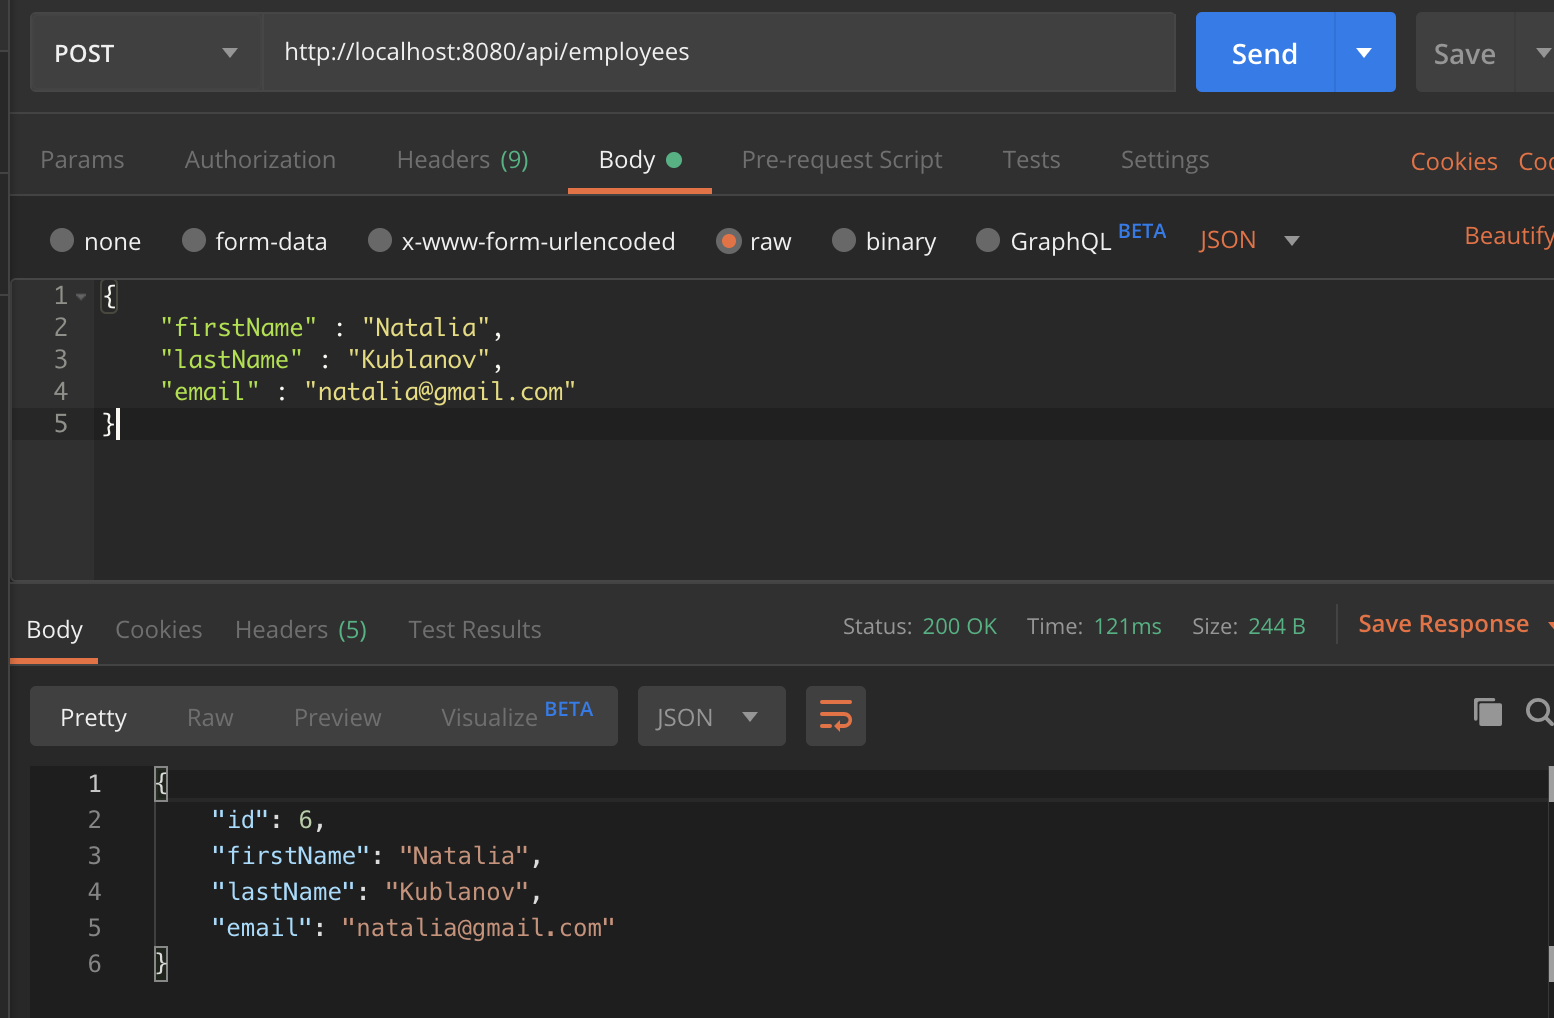 POST http://localhost:8080/api/employees Send Save
Params Authorization Headers (9) Body Pre-request Script Tests Settings Cookies
none form-data x-www-form-urlencoded raw binary GraphQL BETA JSON Beautify
1 {
2 "firstName" : "Natalia",
3 "lastName" : "Kublanov",
4 "email" : "natalia@gmail.com"
5 }
Body Cookies Headers (5) Test Results Status: 200 OK Time: 121ms Size: 244 B Save Response
Pretty Raw Preview Visualize BETA JSON
1 {
2 "id": 6,
3 "firstName": "Natalia",
4 "lastName": "Kublanov",
5 "email": "natalia@gmail.com"
6 }